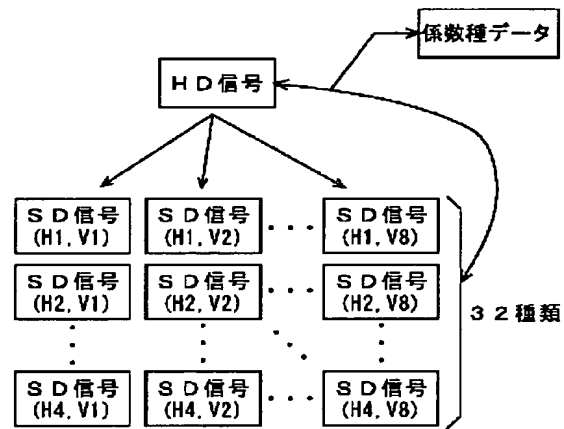 係数種データ
HD信号
SD信号
(H1, V1)
SD信号
(H1, V2)
SD信号
(H1, V8)
SD信号
(H2, V1)
SD信号
(H2, V2)
SD信号
(H2, V8)
32種類
SD信号
(H4, V1)
SD信号
(H4, V2)
SD信号
(H4, V8)